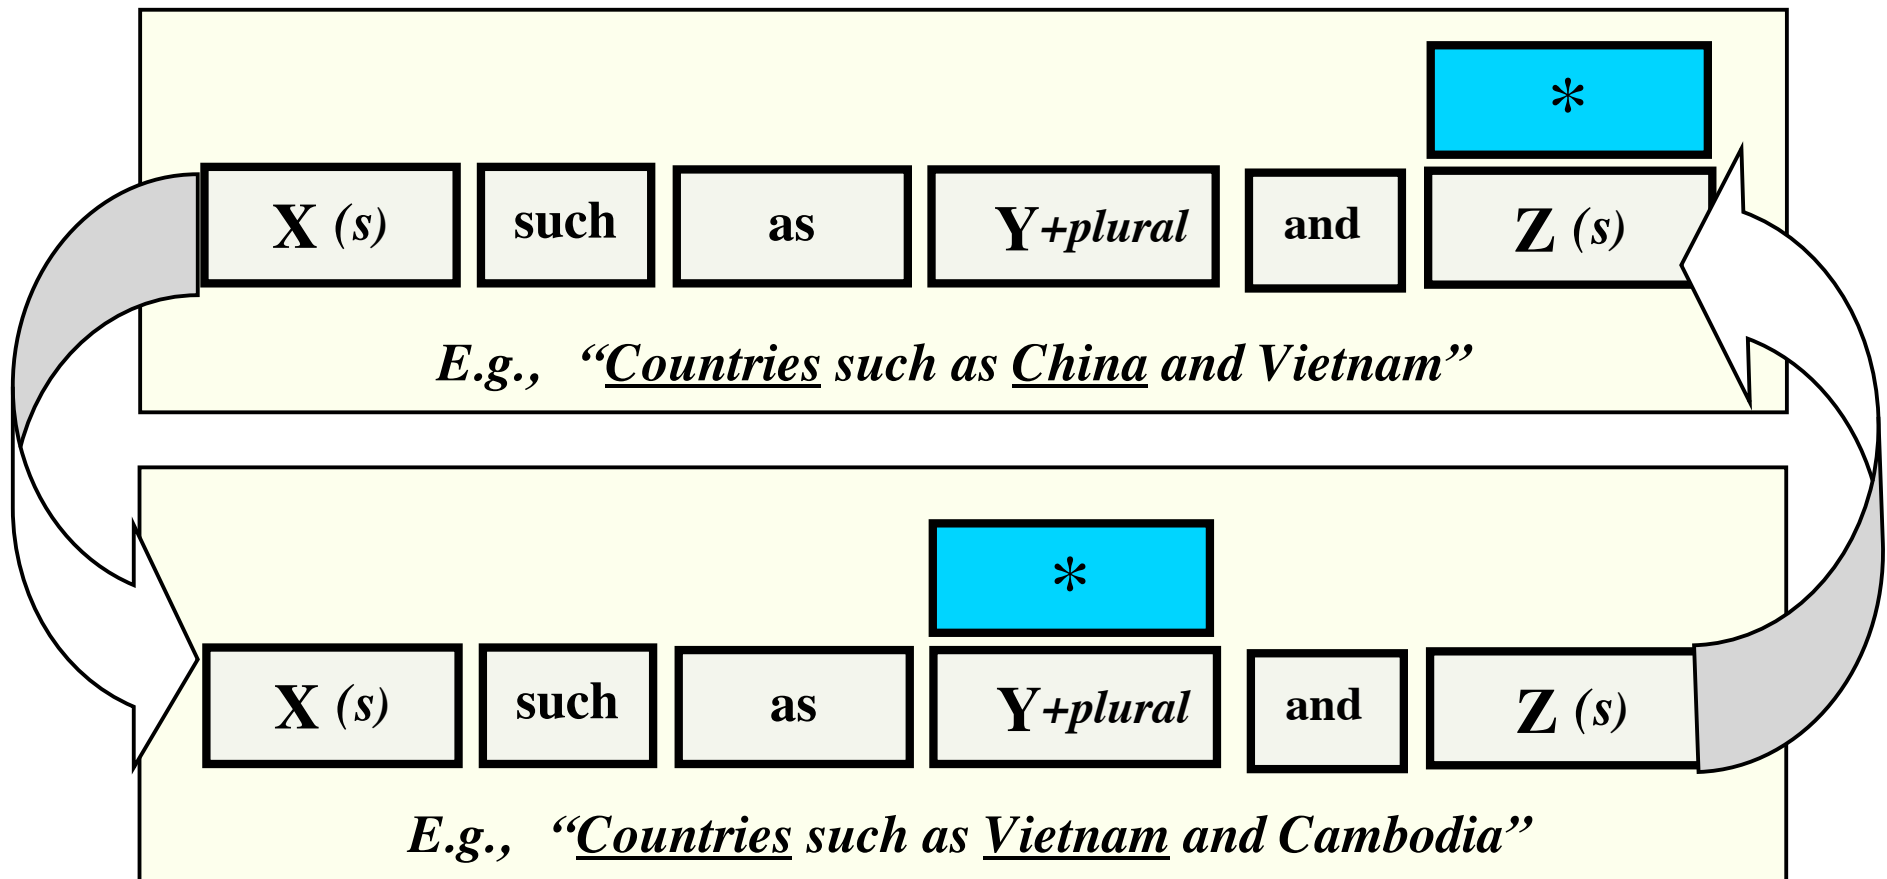 *
X (s) such as Y+plural and Z (s)
E.g., “Countries such as China and Vietnam”
*
X (s) such as Y+plural and Z (s)
E.g., “Countries such as Vietnam and Cambodia”